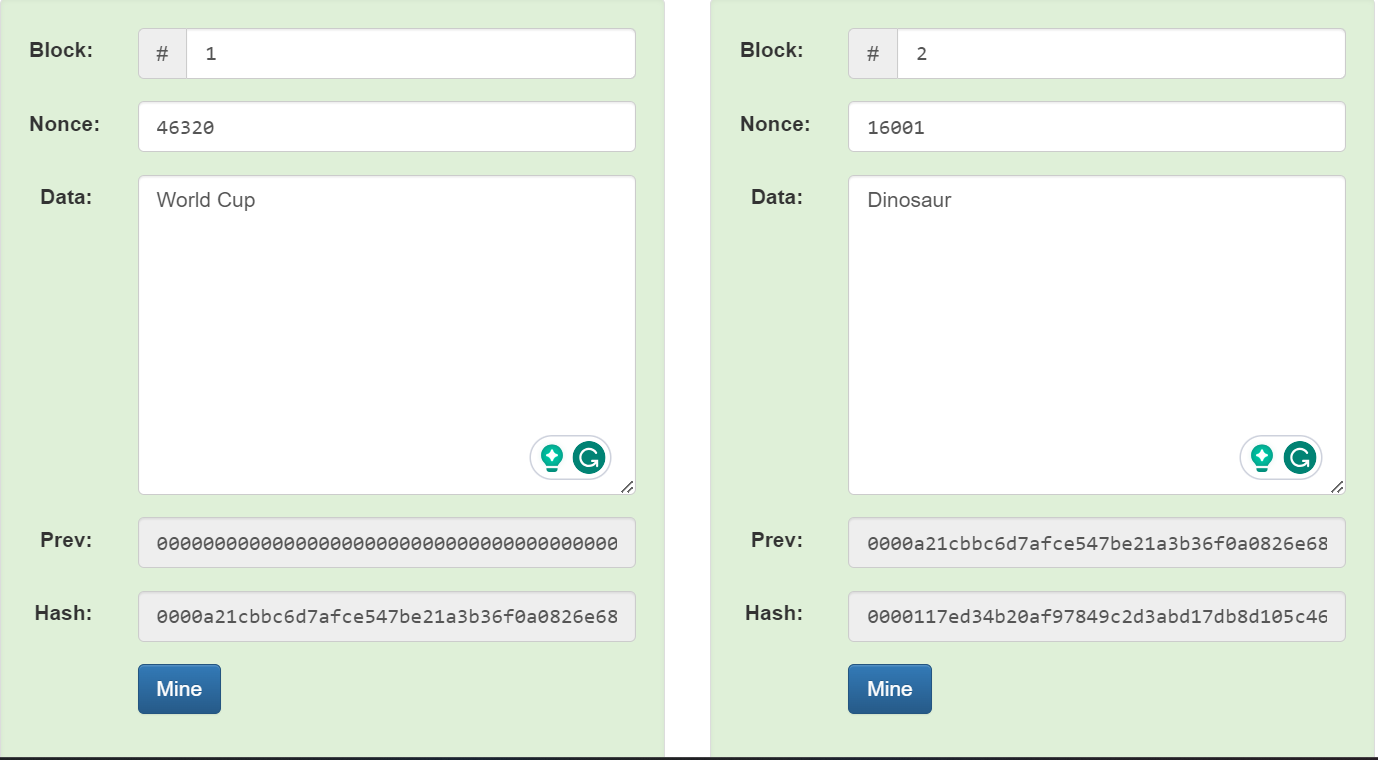 Block:
#
1
Nonce:
46320
Data:
World Cup
Prev:
0000000000000000000000000000000000000000
Hash:
0000a21cbbc6d7afce547be21a3b36f0a0826e68
Mine
Block:
#
2
Nonce:
16001
Data:
Dinosaur
Prev:
0000a21cbbc6d7afce547be21a3b36f0a0826e68
Hash:
0000117ed34b20af97849c2d3abd17db8d105c46
Mine